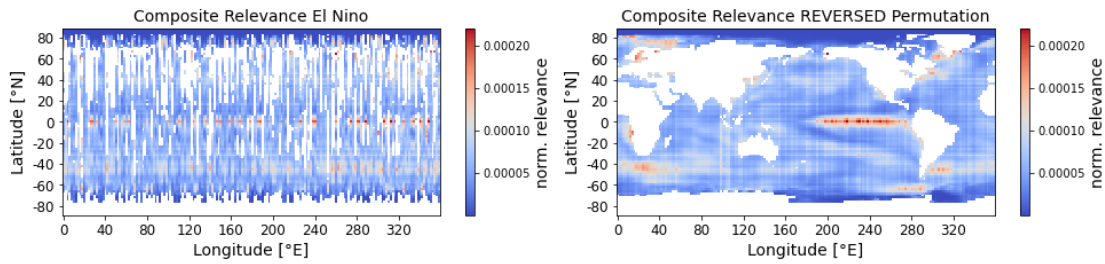 Composite Relevance El Nino
Latitude [°N]
80
60
40
20
0
-20
-40
-60
-80
0 40 80 120 160 200 240 280 320
Longitude [°E]
0.00020
0.00015
0.00010
0.00005
norm. relevance
Composite Relevance REVERSED Permutation
Latitude [°N]
80
60
40
20
0
-20
-40
-60
-80
0 40 80 120 160 200 240 280 320
Longitude [°E]
0.00020
0.00015
0.00010
0.00005
norm. relevance